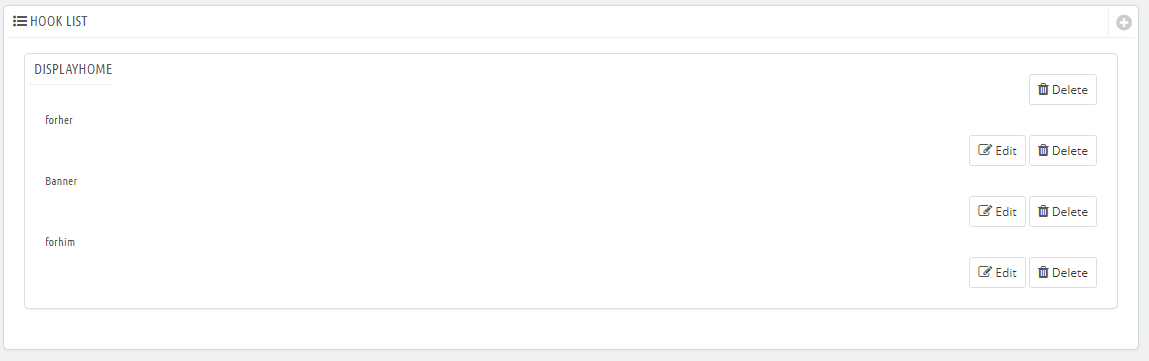 HOOK LIST
DISPLAYHOME
Delete
forher
Edit Delete
Banner
Edit Delete
forhim
Edit Delete